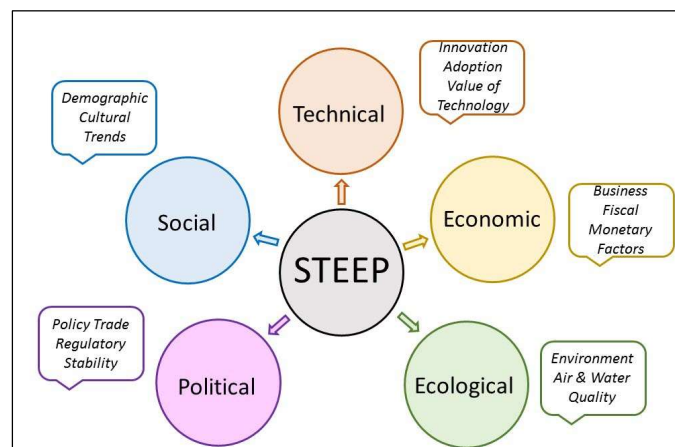 Innovation
Adoption
Value of
Technology
Technical
Demographic
Cultural
Trends
Social
Economic
Business
Fiscal
Monetary
Factors
STEEP
Policy Trade
Regulatory
Stability
Political
Ecological
Environment
Air & Water
Quality